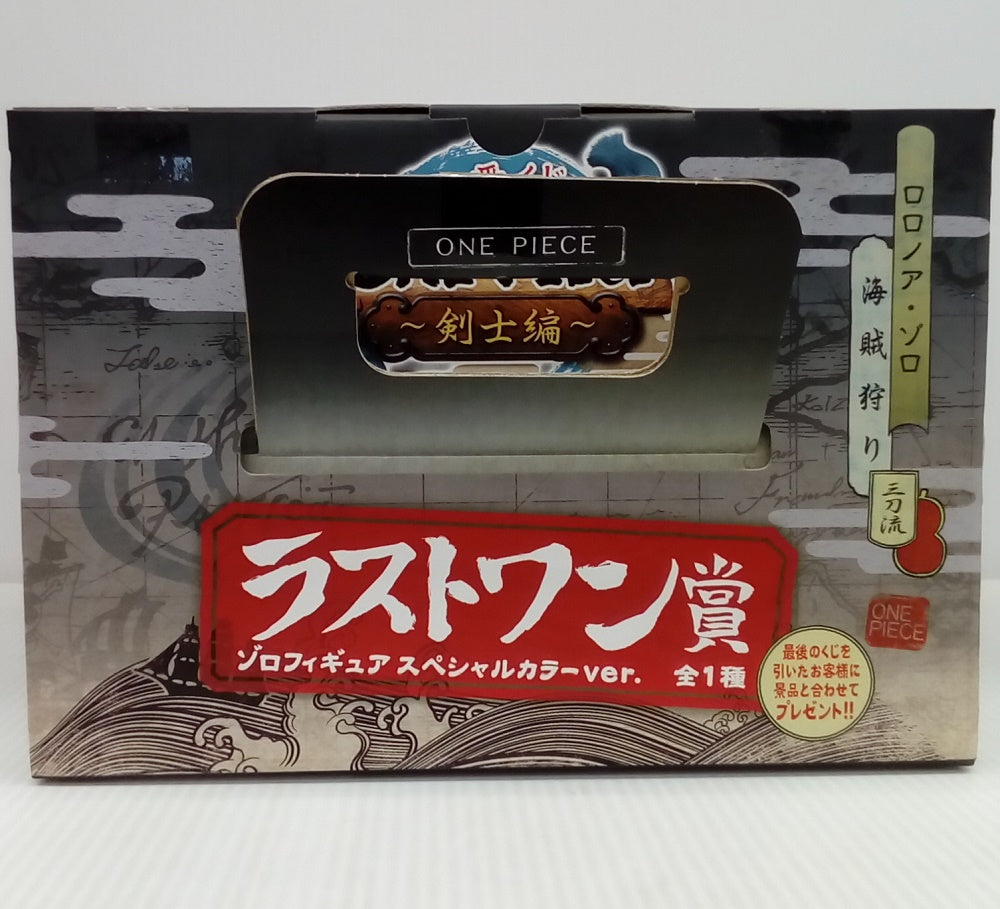 ONE PIECE
~剣士編~
ロロノア・ゾロ
海賊狩り
三刀流
ラストワン賞
ゾロフィギュア スペシャルカラーver. 全1種
ONE
PIECE
最後のくじを
引いたお客様に
景品と合わせて
プレゼント!!